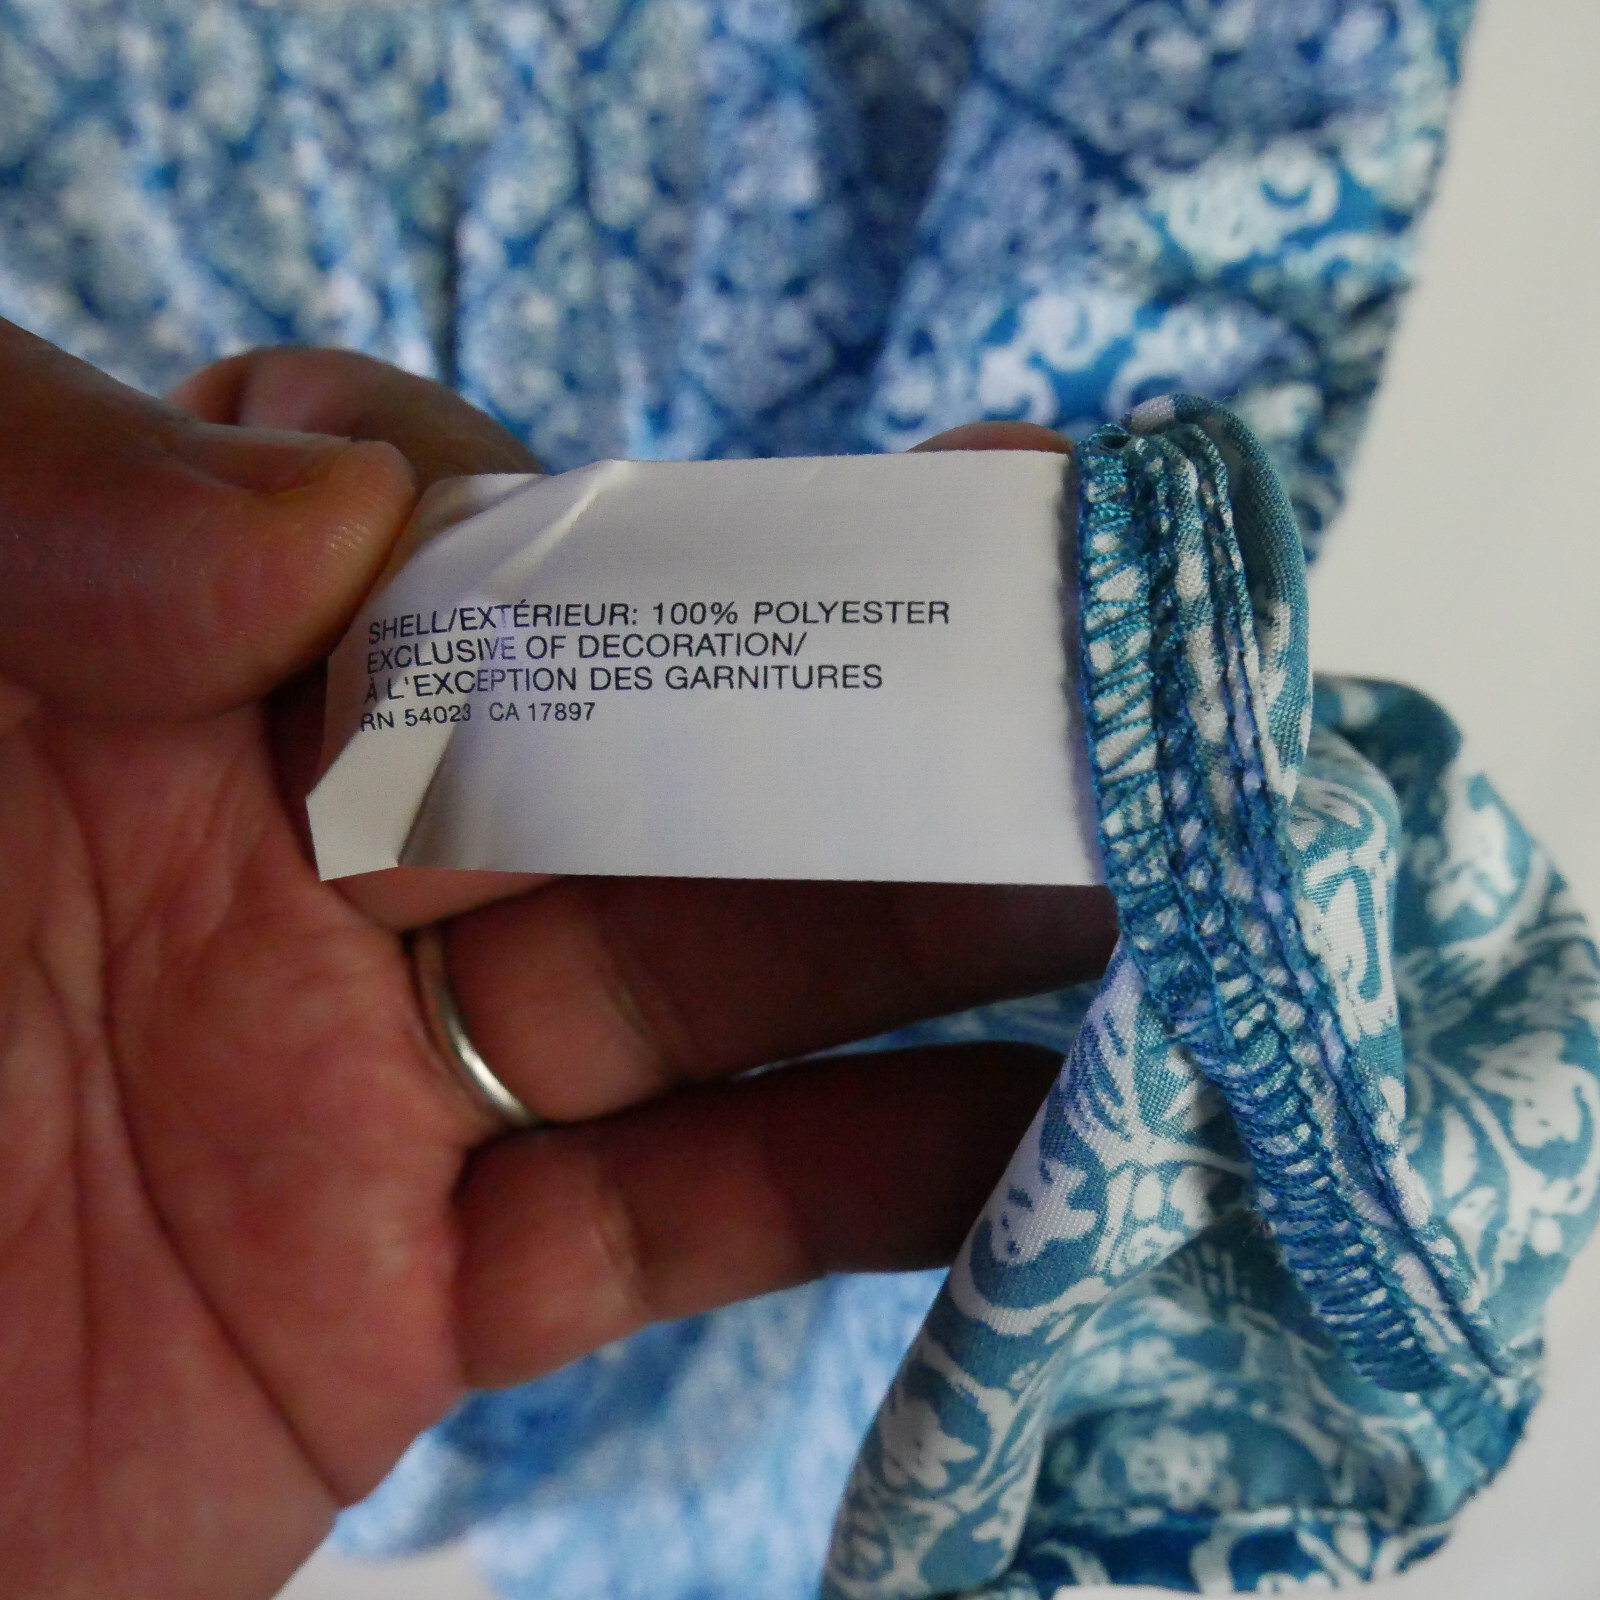 SHELL/EXTÉRIEUR: 100% POLYESTER
EXCLUSIVE OF DECORATION/
À L'EXCEPTION DES GARNITURES
RN 54023 CA 17897